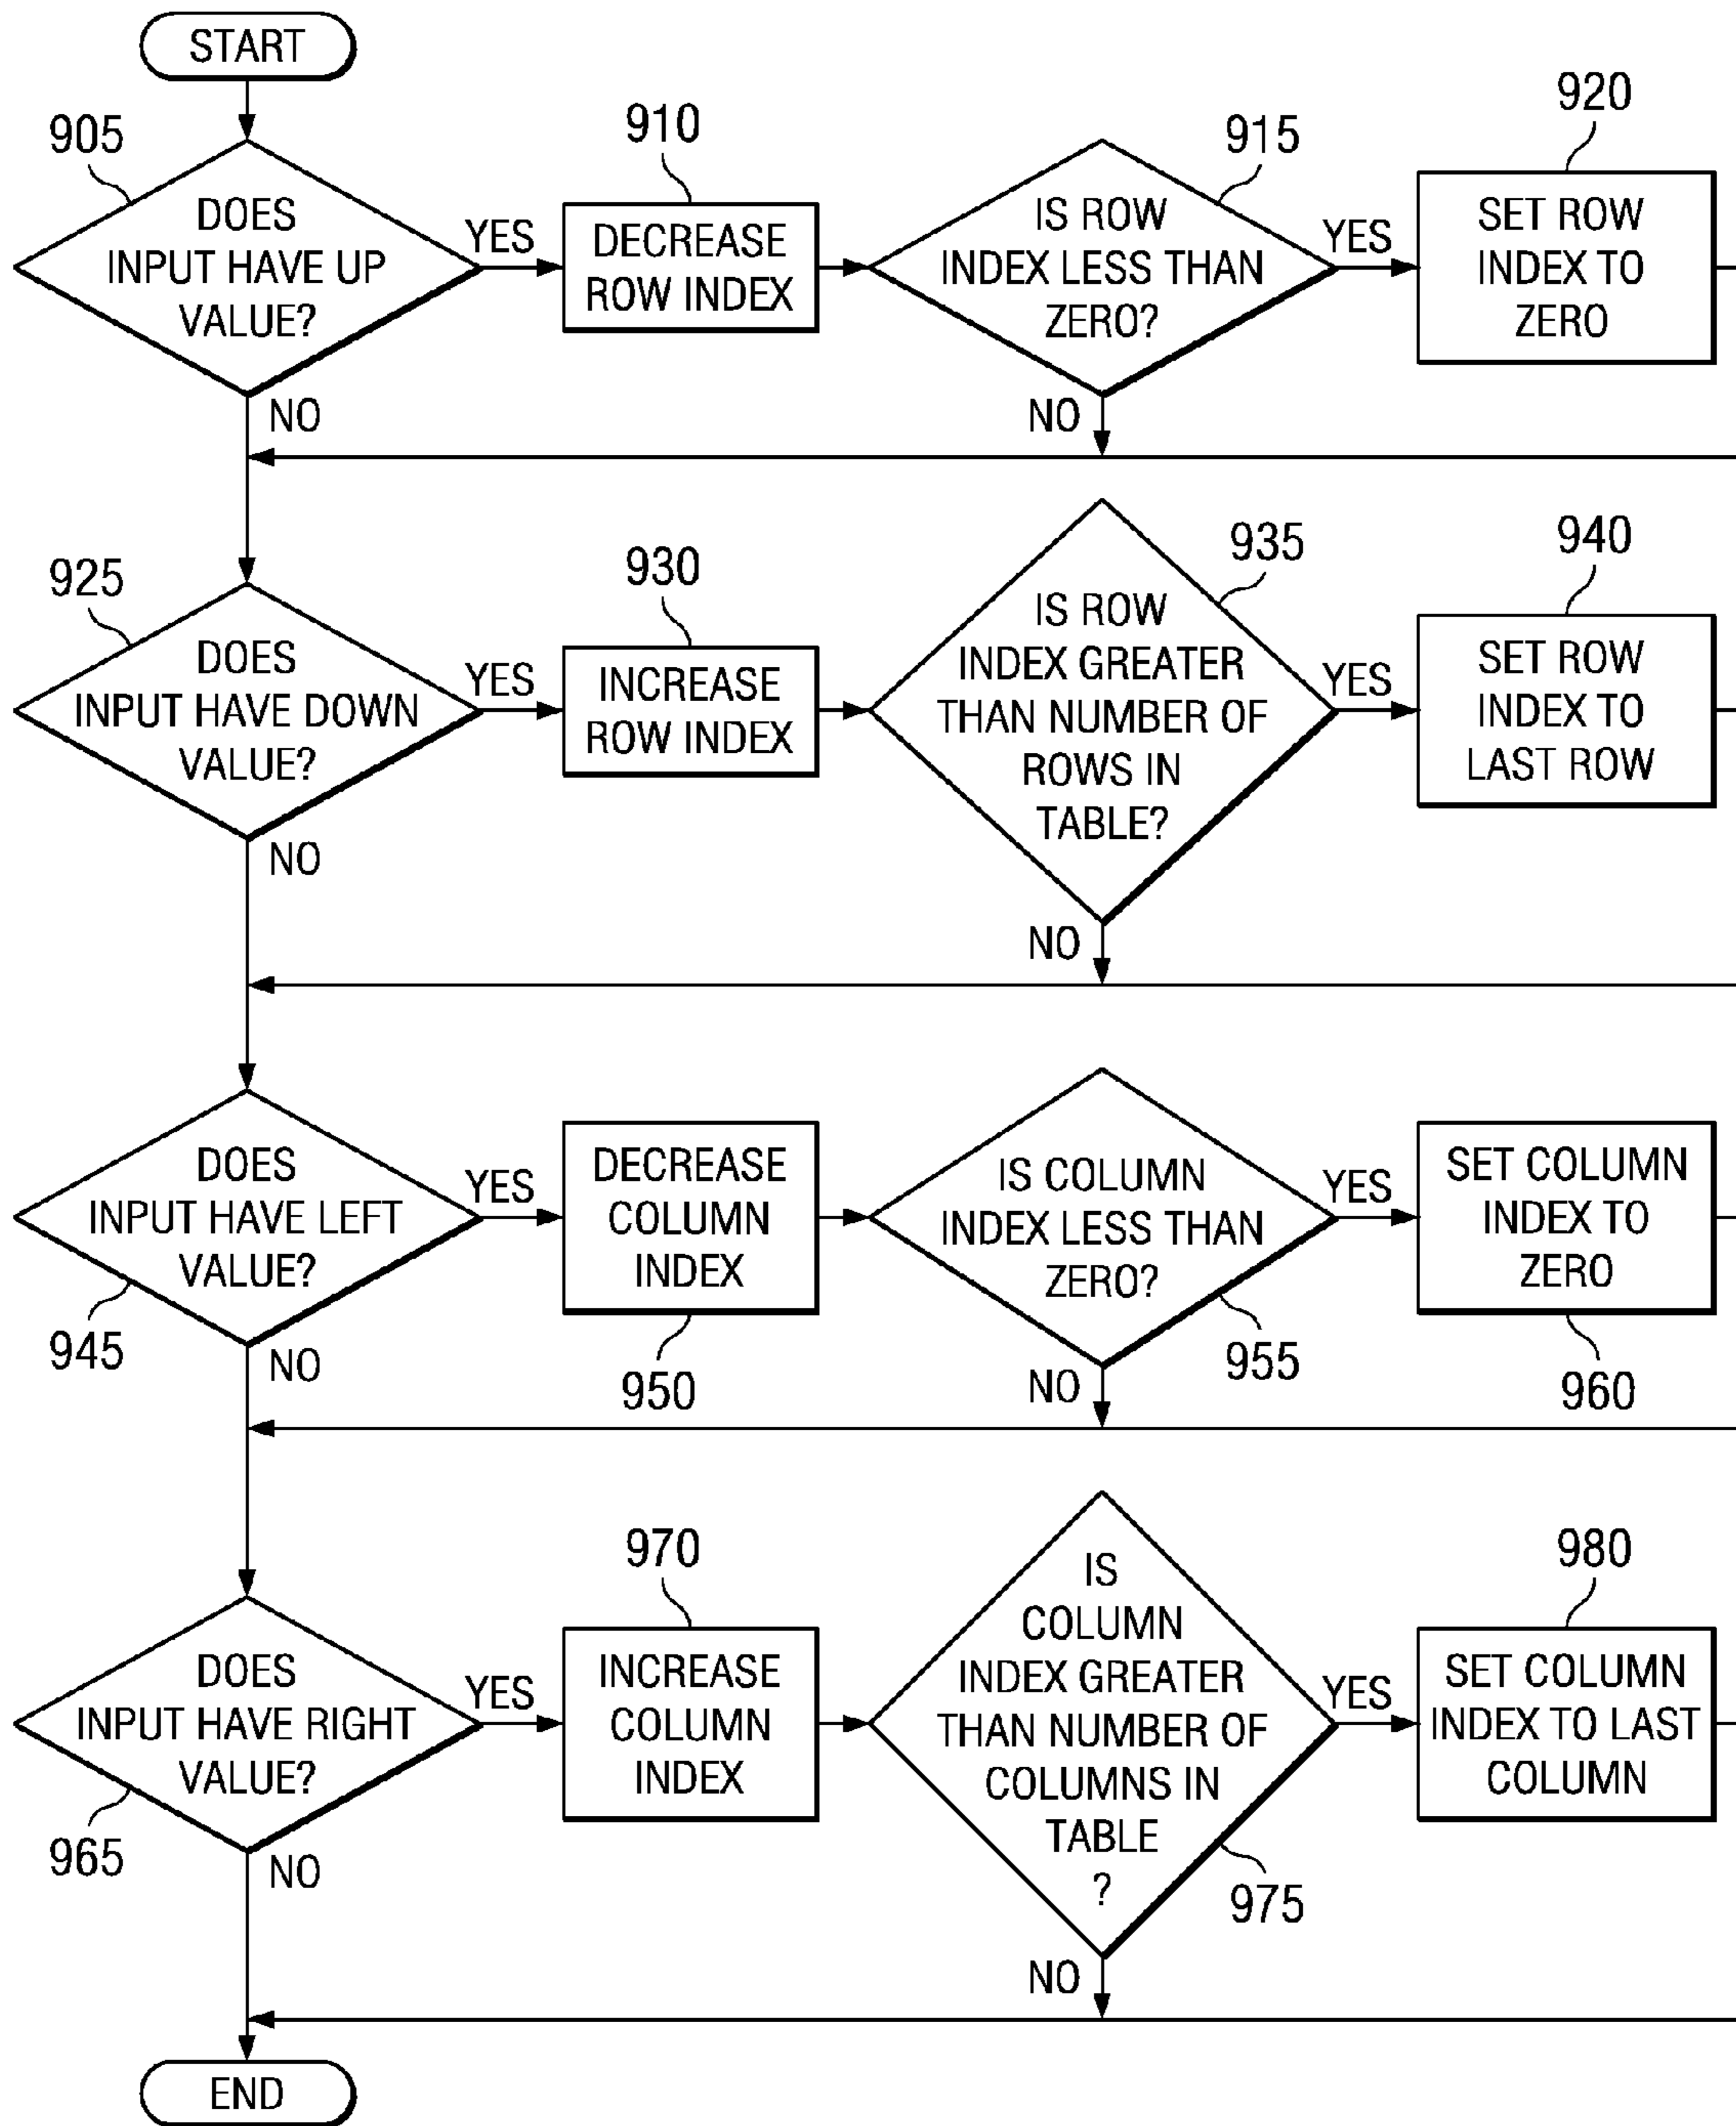 START
905
DOES
INPUT HAVE UP
VALUE?
YES
NO
910
DECREASE
ROW INDEX
915
IS ROW
INDEX LESS THAN
ZERO?
YES
NO
920
SET ROW
INDEX TO
ZERO
925
DOES
INPUT HAVE DOWN
VALUE?
YES
NO
930
INCREASE
ROW INDEX
935
IS ROW
INDEX GREATER
THAN NUMBER OF
ROWS IN
TABLE?
YES
NO
940
SET ROW
INDEX TO
LAST ROW
DOES
INPUT HAVE LEFT
VALUE?
945
YES
NO
DECREASE
COLUMN
INDEX
950
IS COLUMN
INDEX LESS THAN
ZERO?
955
YES
NO
SET COLUMN
INDEX TO
ZERO
960
DOES
INPUT HAVE RIGHT
VALUE?
965
YES
NO
970
INCREASE
COLUMN
INDEX
IS
COLUMN
INDEX GREATER
THAN NUMBER OF
COLUMNS IN
TABLE
?
975
YES
NO
980
SET COLUMN
INDEX TO LAST
COLUMN
END